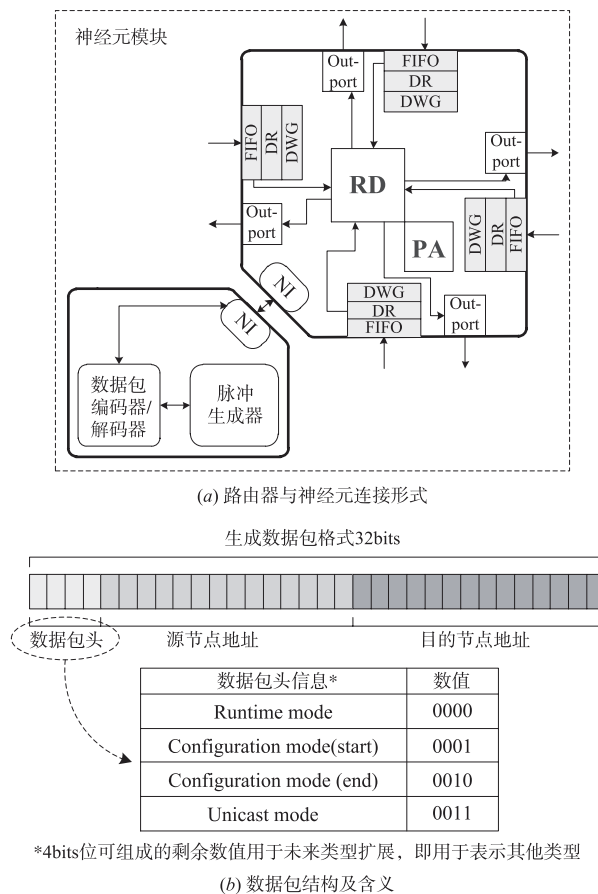 神经元模块
Out-
port
FIFO
DR
DWG
FIFO
DR
DWG
Out-
port
RD
Out-
port
DWG
DR
FIFO
PA
NI
DWG
DR
FIFO
Out-
port
NI
数据包
编码器/
解码器
脉冲
生成器
(a) 路由器与神经元连接形式
生成数据包格式32bits
数据包头 源节点地址 目的节点地址
数据包头信息* 数值
Runtime mode 0000
Configuration mode(start) 0001
Configuration mode (end) 0010
Unicast mode 0011
*4bits位可组成的剩余数值用于未来类型扩展，即用于表示其他类型
(b) 数据包结构及含义